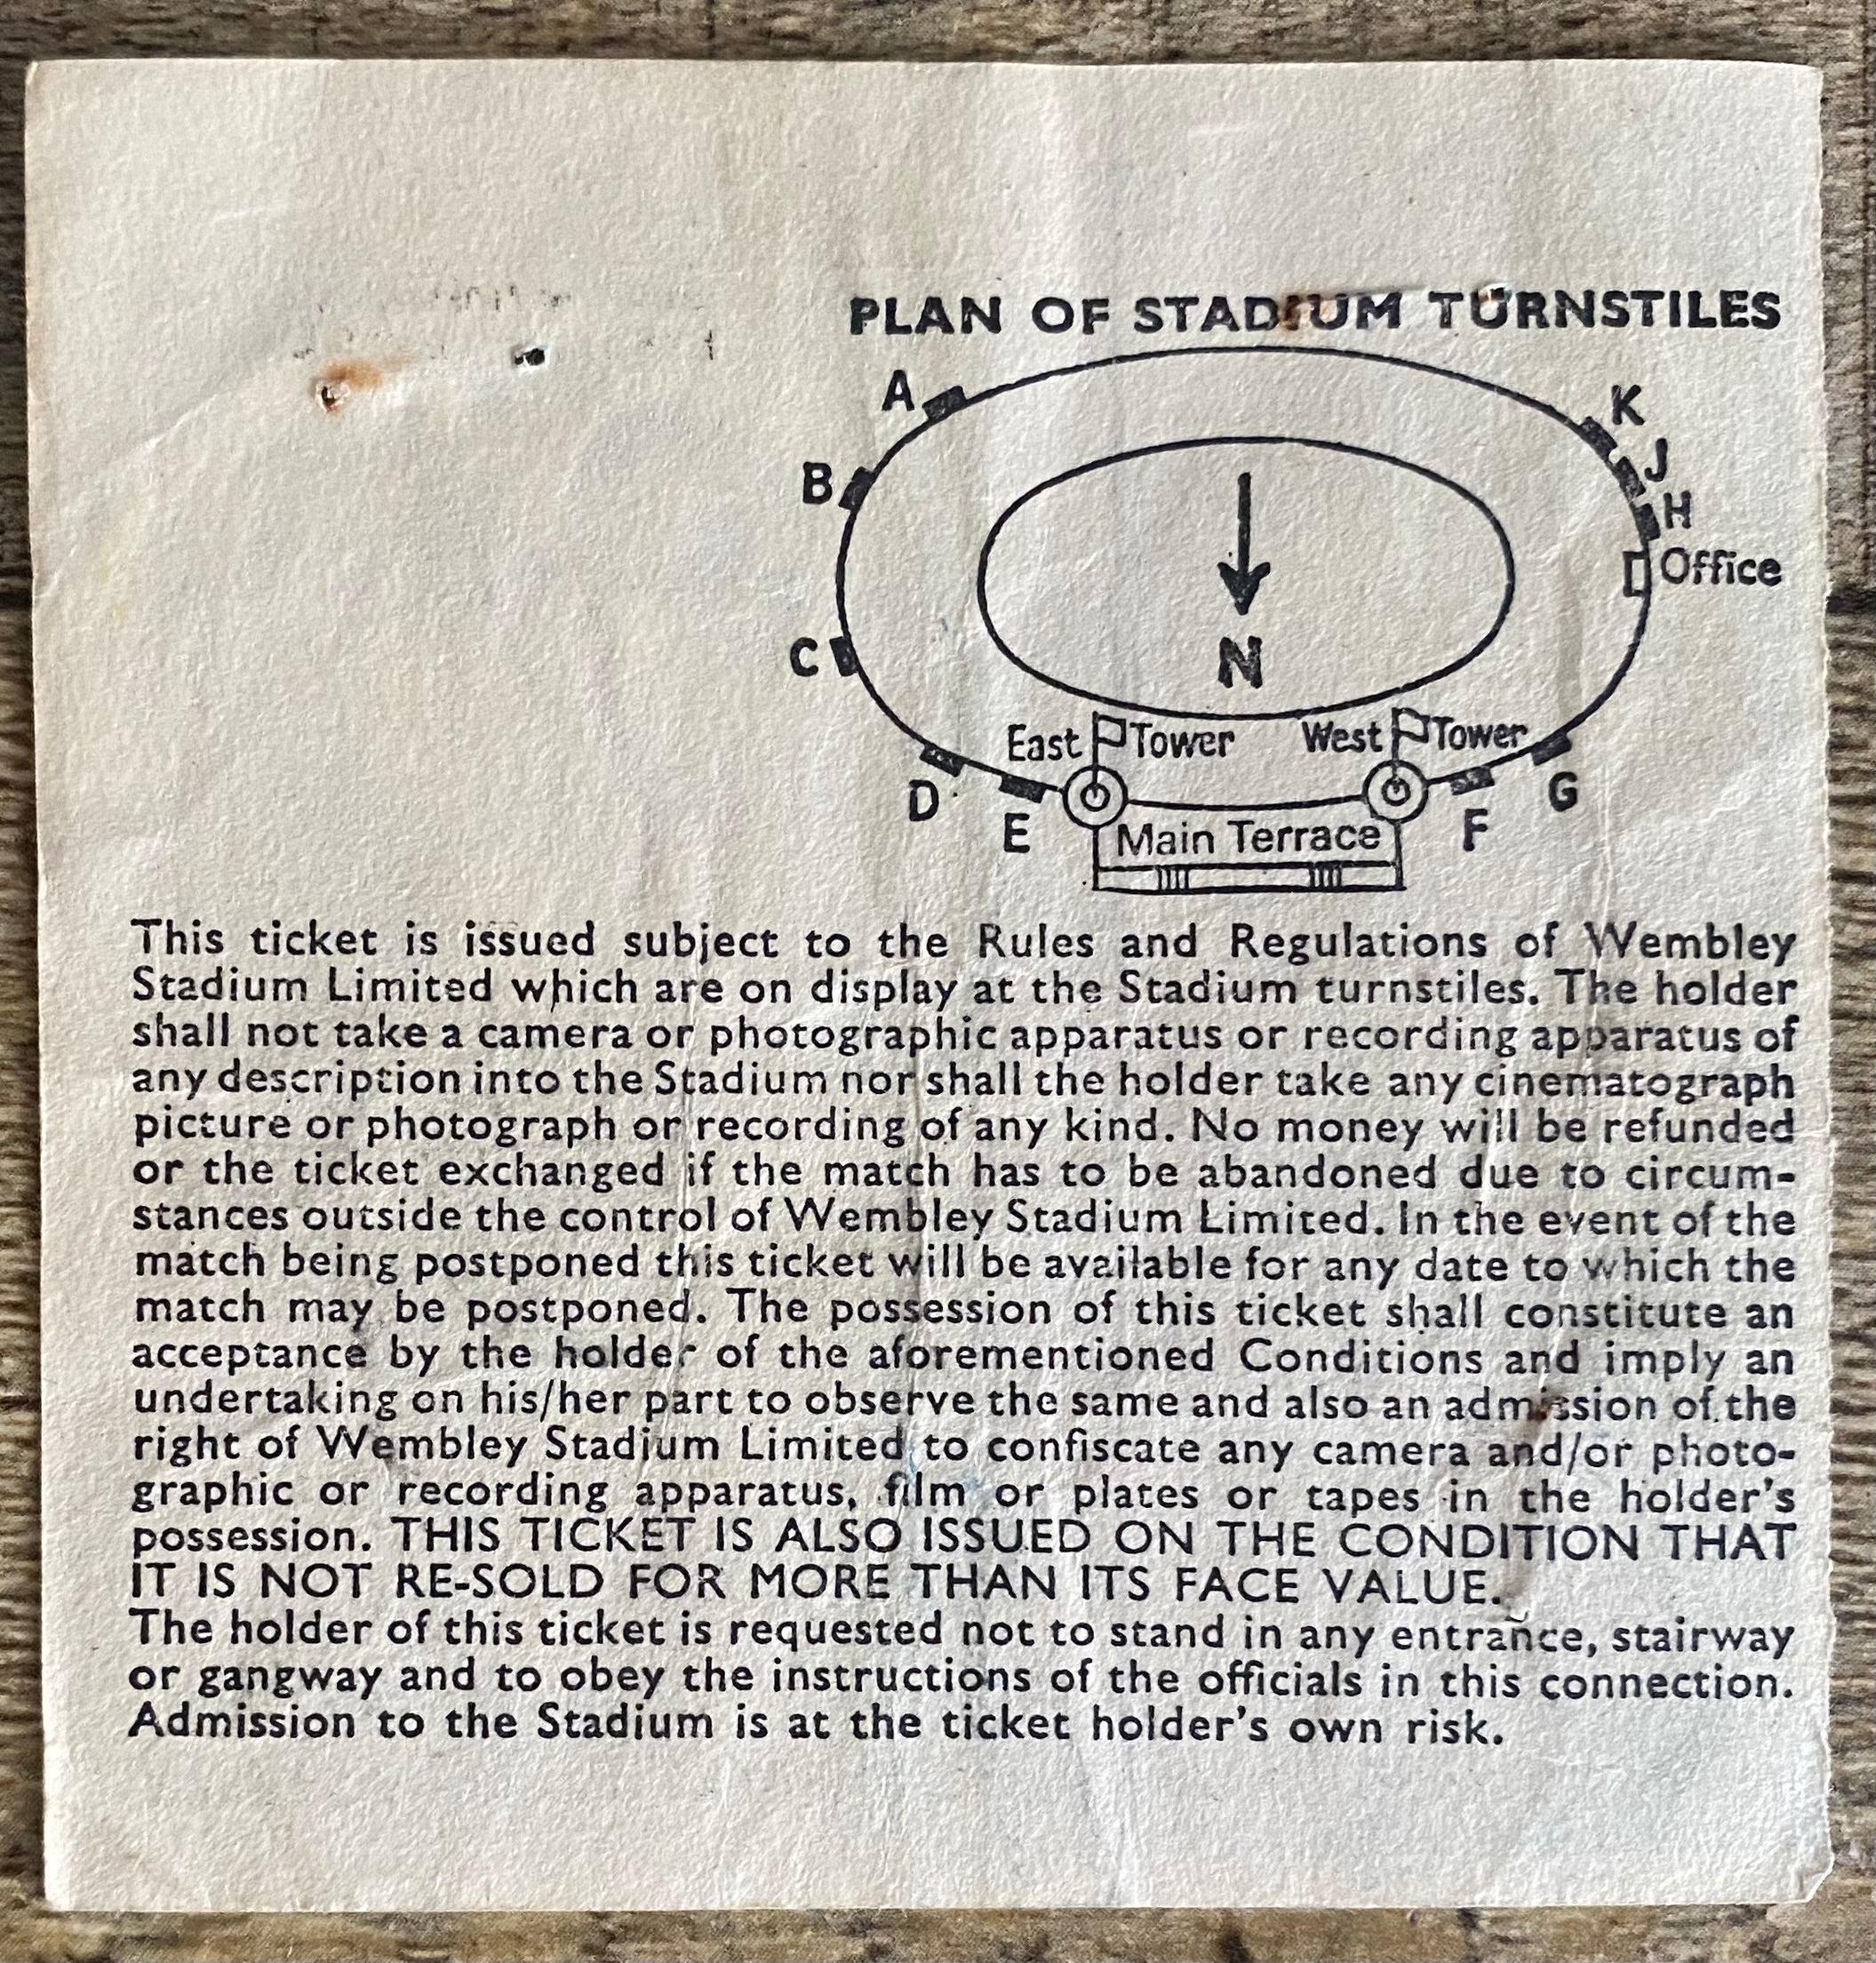 PLAN OF STADIUM TURNSTILES
A
K
B
J
H
Office
N
C
East Tower West Tower
D
E
F
G
Main Terrace
This ticket is issued subject to the Rules and Regulations of Wembley
Stadium Limited which are on display at the Stadium turnstiles. The holder
shall not take a camera or photographic apparatus or recording apparatus of
any description into the Stadium nor shall the holder take any cinematograph
picture or photograph or recording of any kind. No money will be refunded
or the ticket exchanged if the match has to be abandoned due to circum-
stances outside the control of Wembley Stadium Limited. In the event of the
match being postponed this ticket will be available for any date to which the
match may be postponed. The possession of this ticket shall constitute an
acceptance by the holder of the aforementioned Conditions and imply an
undertaking on his/her part to observe the same and also an admission of the
right of Wembley Stadium Limited to confiscate any camera and/or photo-
graphic or recording apparatus, film or plates or tapes in the holder's
possession. THIS TICKET IS ALSO ISSUED ON THE CONDITION THAT
IT IS NOT RE-SOLD FOR MORE THAN ITS FACE VALUE.
The holder of this ticket is requested not to stand in any entrance, stairway
or gangway and to obey the instructions of the officials in this connection.
Admission to the Stadium is at the ticket holder's own risk.